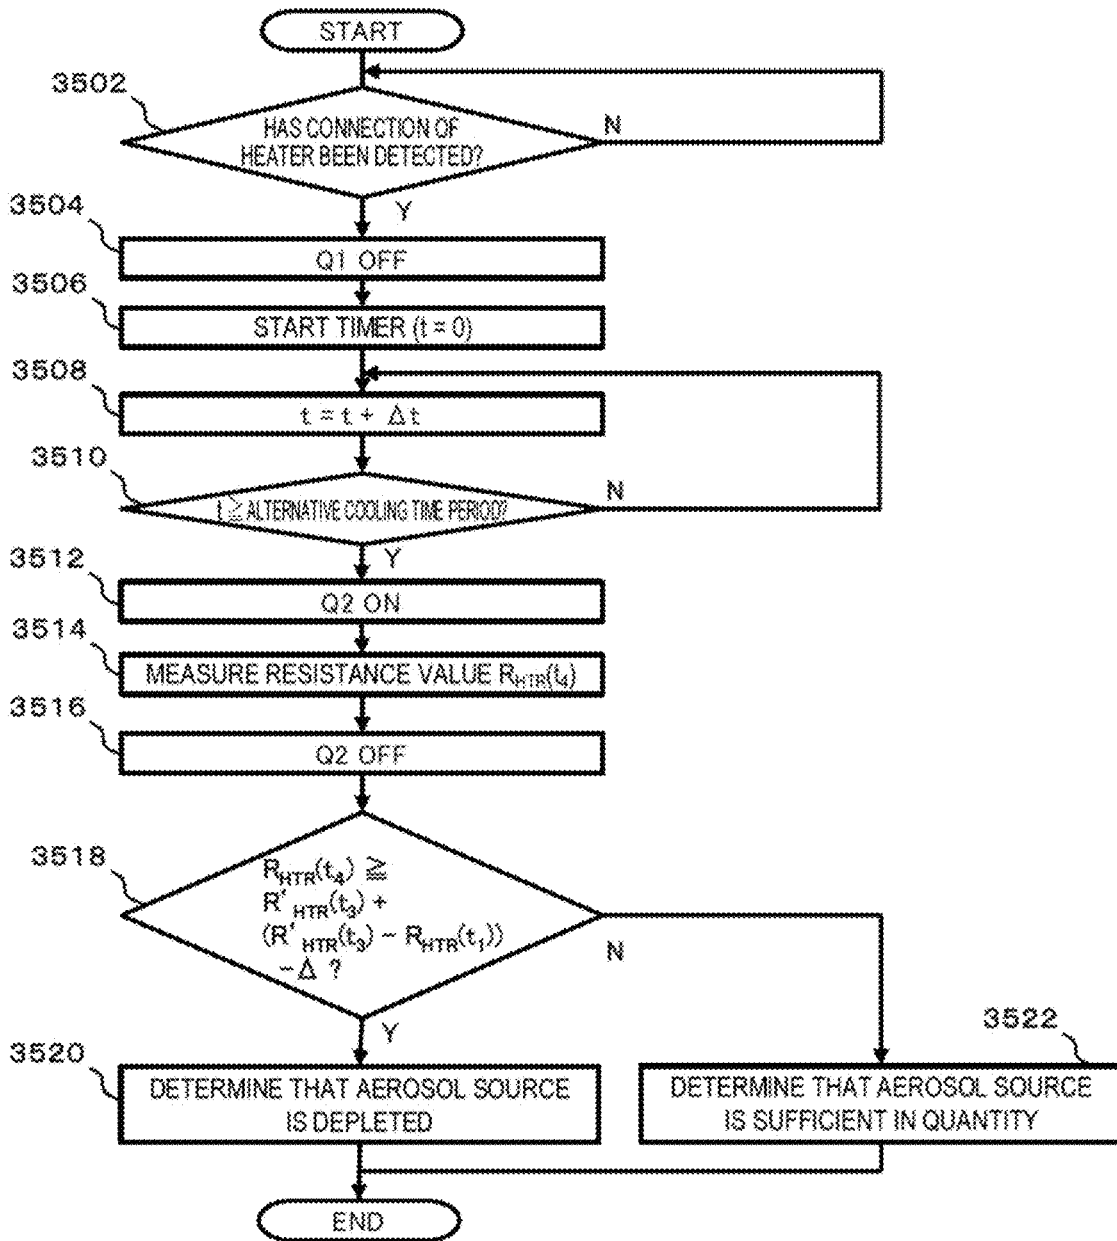 START
3502
HAS CONNECTION OF
HEATER BEEN DETECTED?
N
Y
3504
Q1 OFF
3506
START TIMER (t = 0)
3508
t = t + Δt
3510
t ≧ ALTERNATIVE COOLING TIME PERIOD?
N
Y
3512
Q2 ON
3514
MEASURE RESISTANCE VALUE R_HTR(t_4)
3516
Q2 OFF
3518
R_HTR(t_4) ≧
R'_HTR(t_3) +
(R'_HTR(t_3) − R_HTR(t_1))
−Δ ?
N
Y
3520
DETERMINE THAT AEROSOL SOURCE
IS DEPLETED
3522
DETERMINE THAT AEROSOL SOURCE
IS SUFFICIENT IN QUANTITY
END